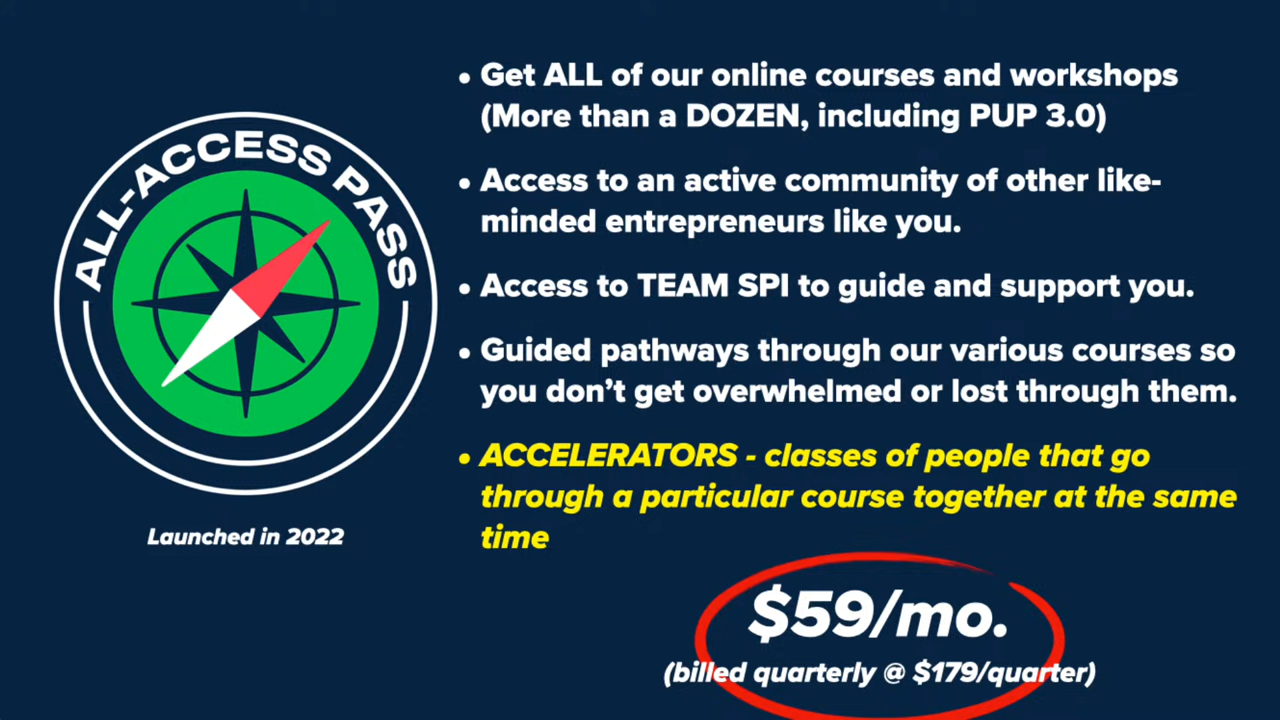 ALL-ACCESS PASS
Launched in 2022
• Get ALL of our online courses and workshops
(More than a DOZEN, including PUP 3.0)
• Access to an active community of other like-
minded entrepreneurs like you.
• Access to TEAM SPI to guide and support you.
• Guided pathways through our various courses so
you don’t get overwhelmed or lost through them.
• ACCELERATORS - classes of people that go
through a particular course together at the same
time
$59/mo.
(billed quarterly @ $179/quarter)